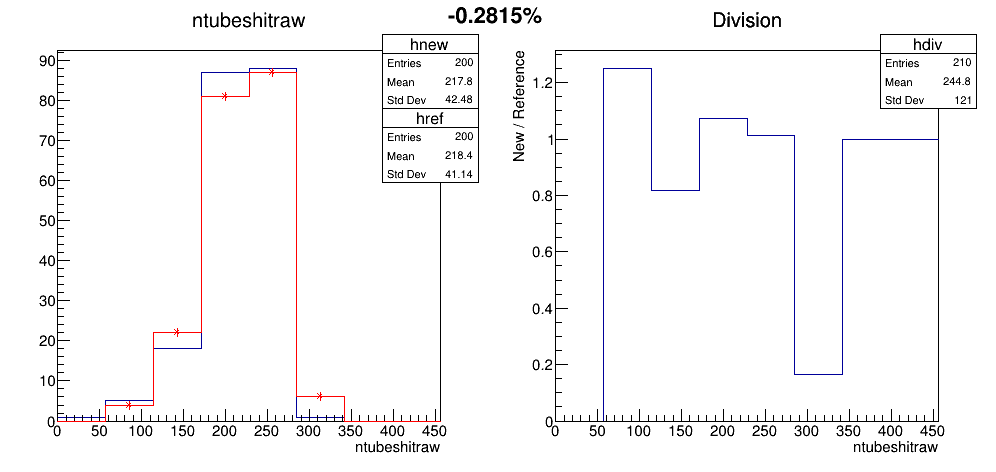 -0.2815%
ntubeshitraw
hnew
Entries 200
Mean 217.8
Std Dev 42.48
href
Entries 200
Mean 218.4
Std Dev 41.14
90
80
70
60
50
40
30
20
10
0
0 50 100 150 200 250 300 350 400 450
ntubeshitraw
Division
hdiv
Entries 210
Mean 244.8
Std Dev 121
New / Reference
1.2
1
0.8
0.6
0.4
0.2
0
0 50 100 150 200 250 300 350 400 450
ntubeshitraw